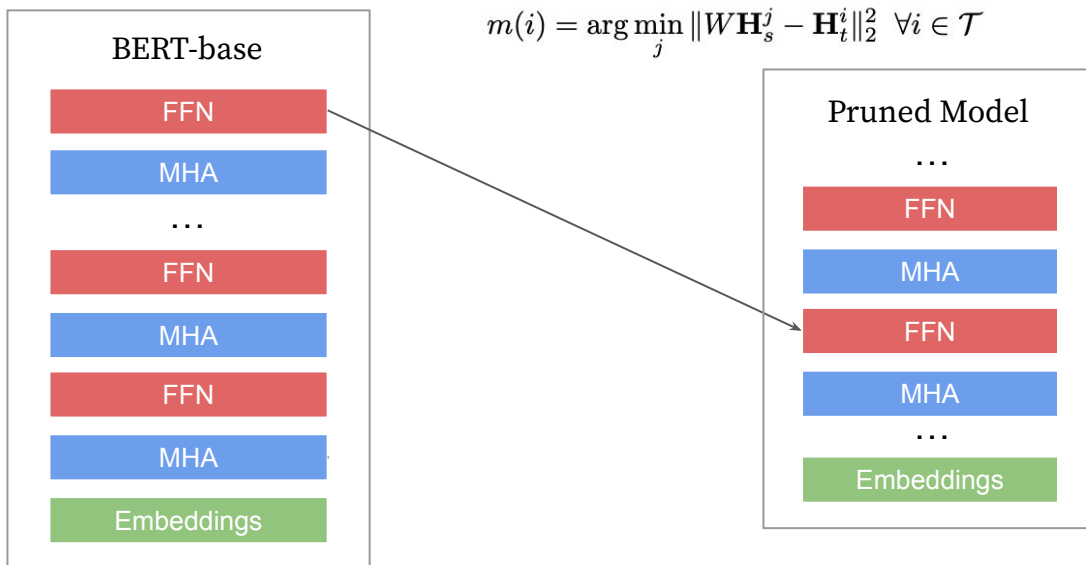 m(i) = arg min_j ‖WH_s^j − H_t^i‖_2^2 ∀i ∈ 𝒯
BERT-base
FFN
MHA
...
FFN
MHA
FFN
MHA
Embeddings
Pruned Model
...
FFN
MHA
FFN
MHA
...
Embeddings